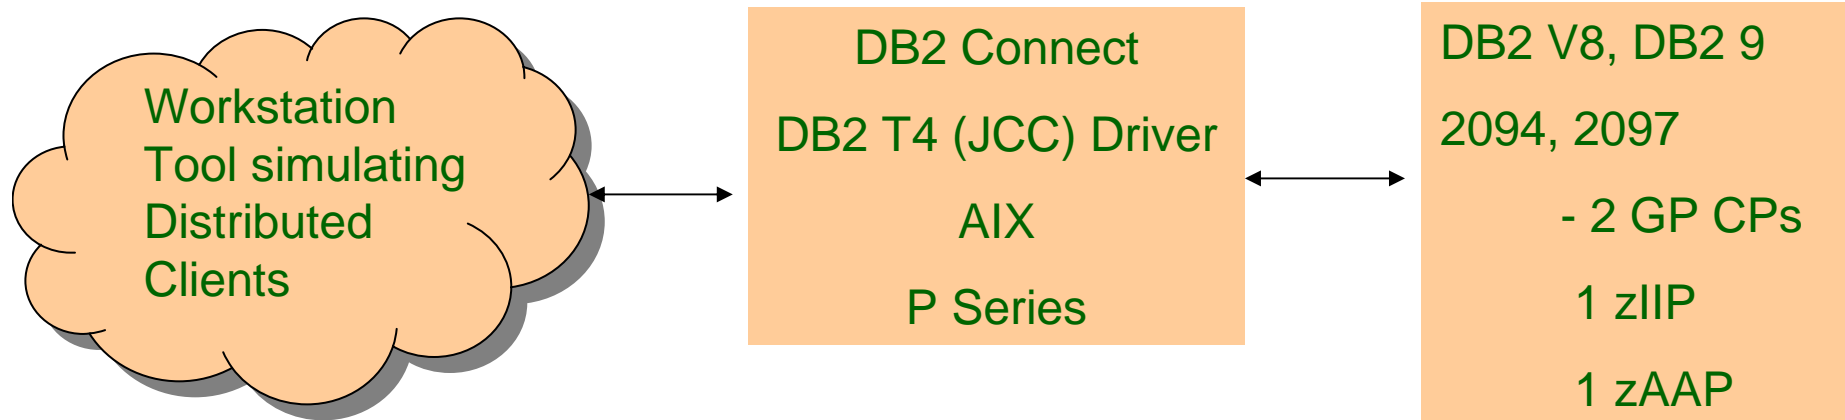 Workstation
Tool simulating
Distributed
Clients
DB2 Connect
DB2 T4 (JCC) Driver
AIX
P Series
DB2 V8, DB2 9
2094, 2097
- 2 GP CPs
1 zIIP
1 zAAP